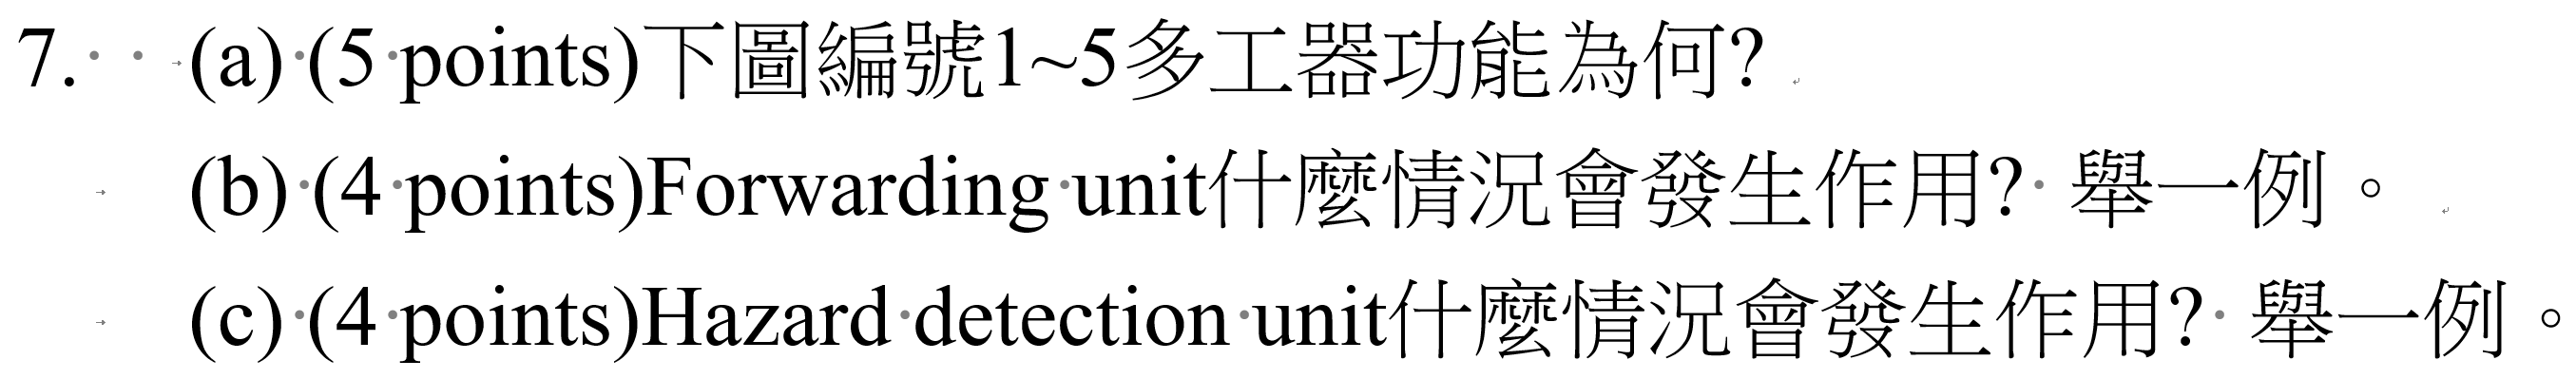 7. (a) (5 points)下圖編號1~5多工器功能為何?
(b) (4 points)Forwarding unit什麼情況會發生作用? 舉一例。
(c) (4 points)Hazard detection unit什麼情況會發生作用? 舉一例。